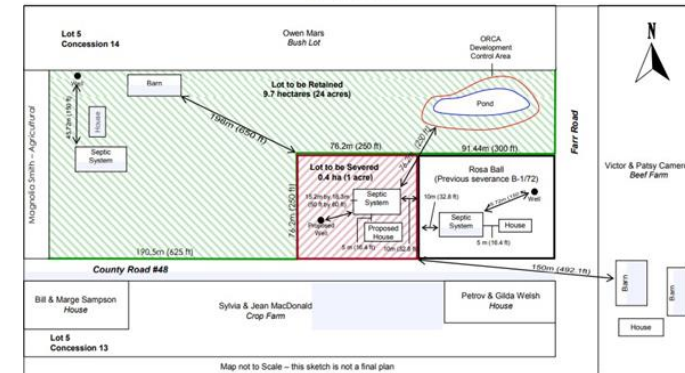 Lot 5
Concession 14
Owen Mars
Bush Lot
ORCA
Development
Control Area
N
Magnolia Smith – Agricultural
Well
45.72m (150 ft)
House
Septic
System
Barn
198m (650 ft)
Lot to be Retained
9.7 hectares (24 acres)
Pond
Farr Road
76.2m (250 ft)
91.44m (300 ft)
Lot to be Severed
0.4 ha (1 acre)
76.2m (250 ft)
Septic
System
Proposed
Well
Proposed
House
5 m (16.4 ft)
Rosa Ball
(Previous severance B-1/72)
10m (32.8 ft)
Septic
System
Well
House
5 m (16.4 ft)
Victor & Patsy Camero
Beef Farm
190.5m (625 ft)
County Road #48
150m (492.1ft)
Barn
Barn
House
Bill & Marge Sampson
House
Sylvia & Jean MacDonald
Crop Farm
Petrov & Gilda Welsh
House
Lot 5
Concession 13
Map not to Scale – this sketch is not a final plan